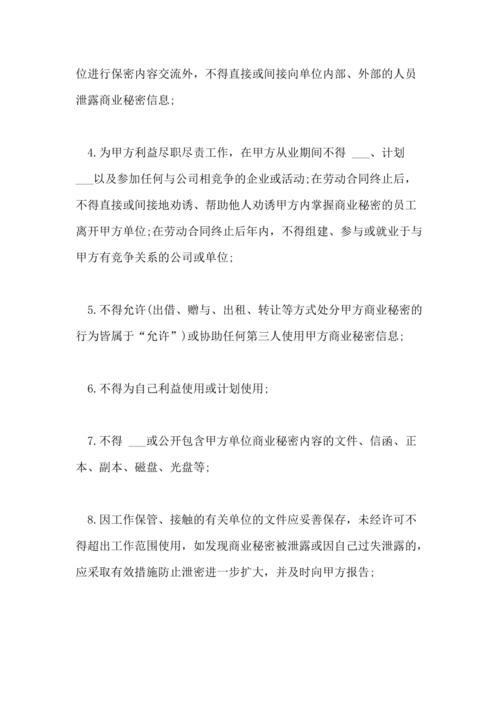 位进行保密内容交流外，不得直接或间接向单位内部、外部的人员
泄露商业秘密信息;
4.为甲方利益尽职尽责工作，在甲方从业期间不得 ___、计划
___以及参加任何与公司相竞争的企业或活动;在劳动合同终止后，
不得直接或间接地劝诱、帮助他人劝诱甲方内掌握商业秘密的员工
离开甲方单位;在劳动合同终止后年内，不得组建、参与或就业于与
甲方有竞争关系的公司或单位;
5.不得允许(出借、赠与、出租、转让等方式处分甲方商业秘密的
行为皆属于“允许”)或协助任何第三人使用甲方商业秘密信息;
6.不得为自己利益使用或计划使用;
7.不得 ___或公开包含甲方单位商业秘密内容的文件、信函、正
本、副本、磁盘、光盘等;
8.因工作保管、接触的有关单位的文件应妥善保存，未经许可不
得超出工作范围使用，如发现商业秘密被泄露或因自己过失泄露的，
应采取有效措施防止泄密进一步扩大，并及时向甲方报告;